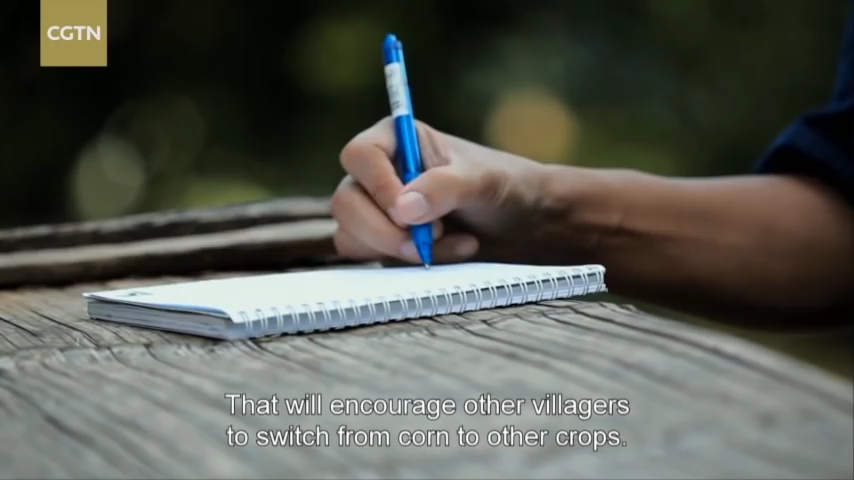 CGTN
That will encourage other villagers
to switch from corn to other crops.